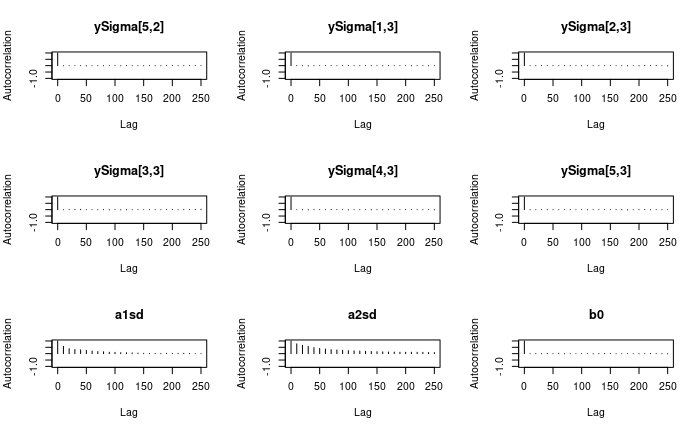 ySigma[5,2] ySigma[1,3] ySigma[2,3]
Autocorrelation Autocorrelation Autocorrelation
-1.0 -1.0 -1.0
0 50 100 150 200 250 0 50 100 150 200 250 0 50 100 150 200 250
Lag Lag Lag
ySigma[3,3] ySigma[4,3] ySigma[5,3]
Autocorrelation Autocorrelation Autocorrelation
-1.0 -1.0 -1.0
0 50 100 150 200 250 0 50 100 150 200 250 0 50 100 150 200 250
Lag Lag Lag
a1sd a2sd b0
Autocorrelation Autocorrelation Autocorrelation
-1.0 -1.0 -1.0
0 50 100 150 200 250 0 50 100 150 200 250 0 50 100 150 200 250
Lag Lag Lag